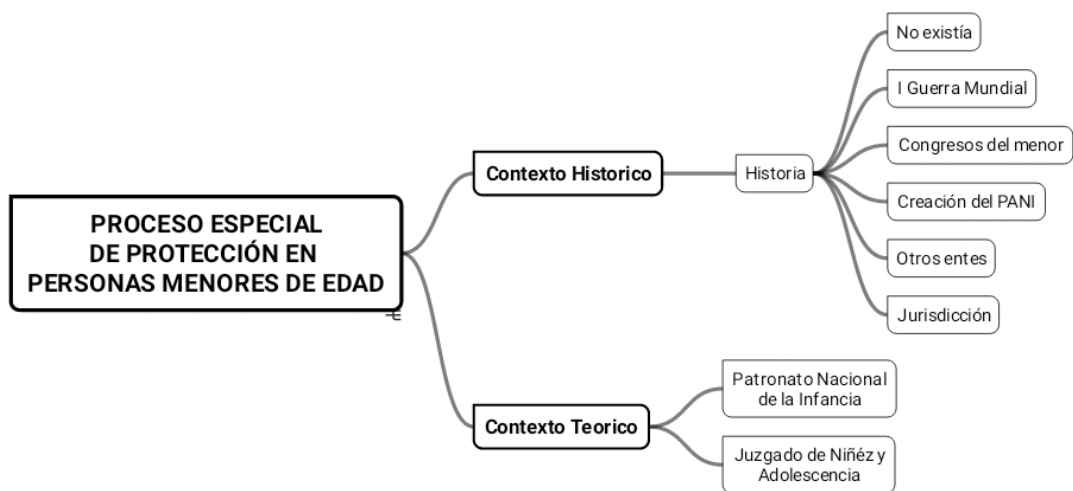 PROCESO ESPECIAL
DE PROTECCIÓN EN
PERSONAS MENORES DE EDAD
Contexto Historico
Historia
No existía
I Guerra Mundial
Congresos del menor
Creación del PANI
Otros entes
Jurisdicción
Contexto Teorico
Patronato Nacional
de la Infancia
Juzgado de Niñéz y
Adolescencia